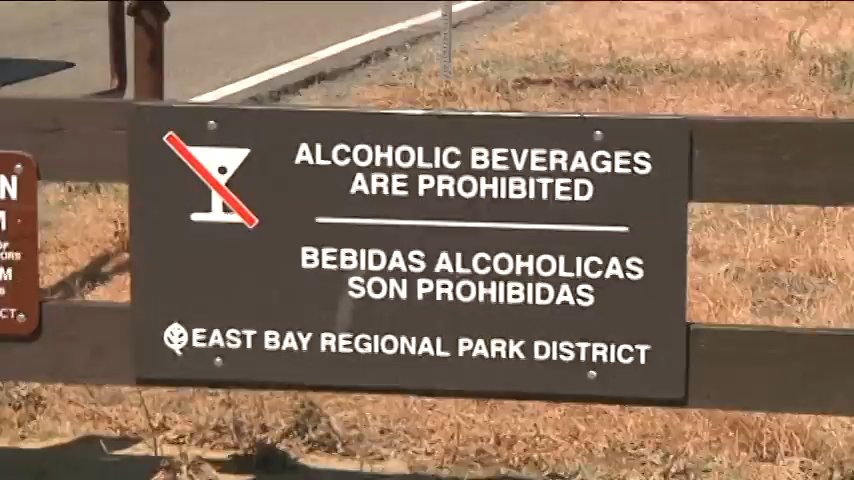 ALCOHOLIC BEVERAGES
ARE PROHIBITED
BEBIDAS ALCOHOLICAS
SON PROHIBIDAS
EAST BAY REGIONAL PARK DISTRICT